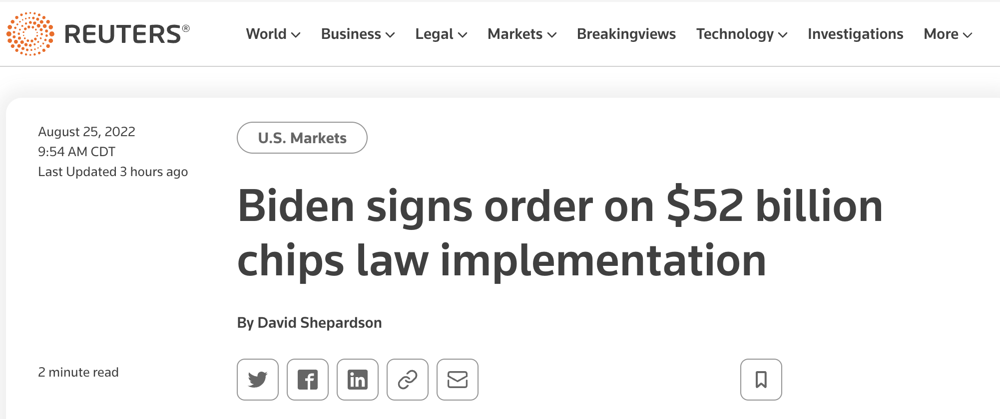 REUTERS®
World Business Legal Markets Breakingviews Technology Investigations More
August 25, 2022
9:54 AM CDT
Last Updated 3 hours ago
U.S. Markets
Biden signs order on $52 billion
chips law implementation
By David Shepardson
2 minute read